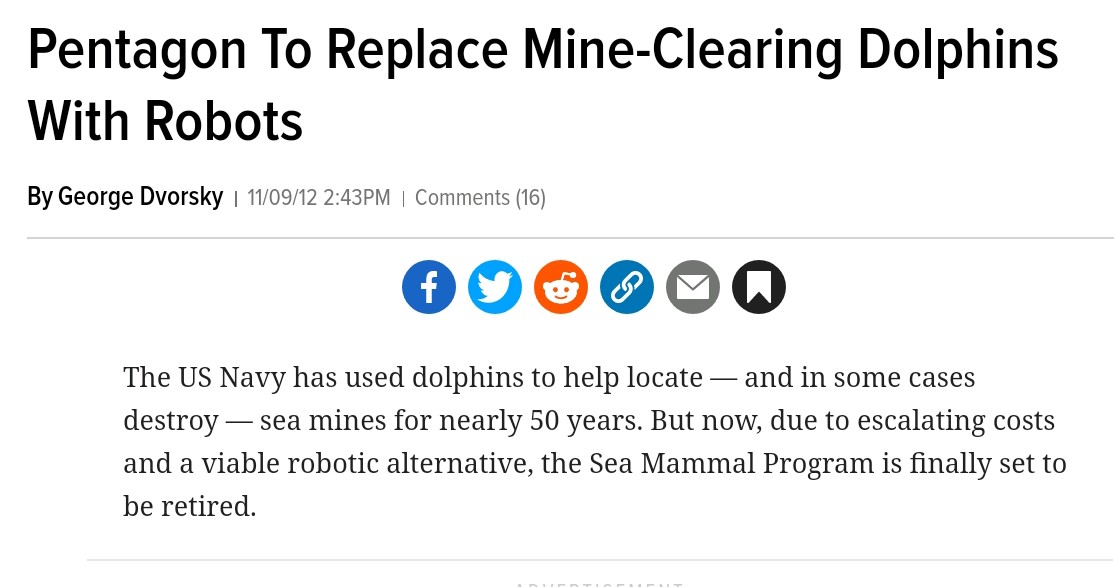 Pentagon To Replace Mine-Clearing Dolphins
With Robots
By George Dvorsky | 11/09/12 2:43PM | Comments (16)
The US Navy has used dolphins to help locate — and in some cases
destroy — sea mines for nearly 50 years. But now, due to escalating costs
and a viable robotic alternative, the Sea Mammal Program is finally set to
be retired.
ADVERTISEMENT